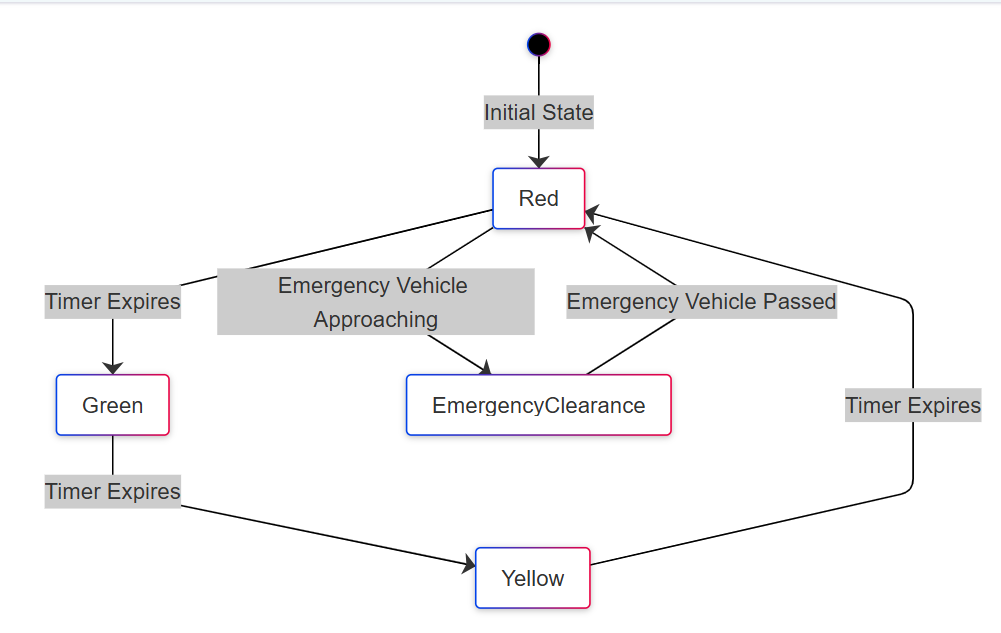 Initial State
Red
Emergency Vehicle
Approaching
Timer Expires
Emergency Vehicle Passed
Green
EmergencyClearance
Timer Expires
Timer Expires
Yellow